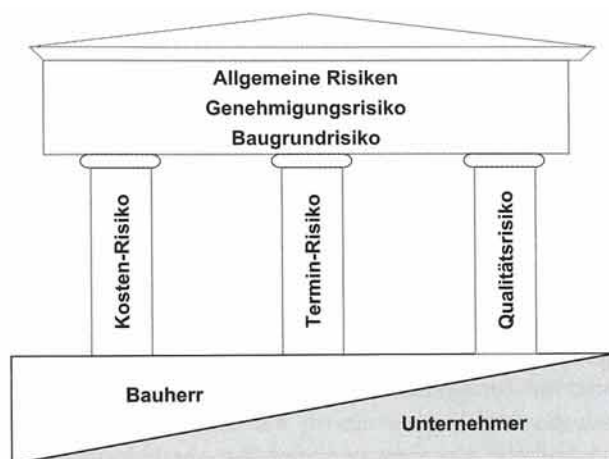 Allgemeine Risiken
Genehmigungsrisiko
Baugrundrisiko
Kosten-Risiko
Termin-Risiko
Qualitätsrisiko
Bauherr
Unternehmer